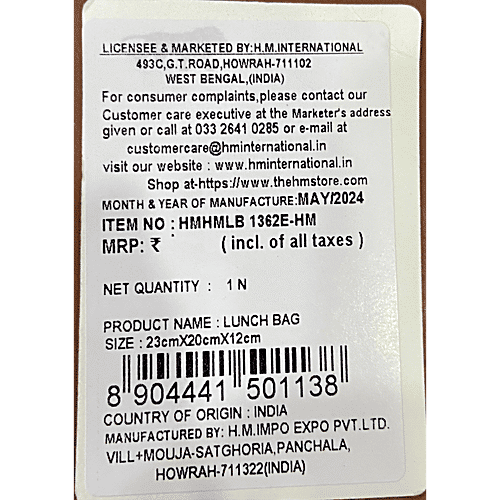 LICENSEE & MARKETED BY:H.M.INTERNATIONAL
493C,G.T.ROAD,HOWRAH-711102
WEST BENGAL,(INDIA)
For consumer complaints,please contact our
Customer care executive at the Marketer's address
given or call at 033 2641 0285 or e-mail at
customercare@hminternational.in
visit our website : www.hminternational.in
Shop at-https://www.thehmstore.com
MONTH & YEAR OF MANUFACTURE:MAY/2024
ITEM NO : HMHMLB 1362E-HM
MRP: ₹ ( incl. of all taxes )
NET QUANTITY : 1 N
PRODUCT NAME : LUNCH BAG
SIZE : 23cmX20cmX12cm
8 904441 501138
COUNTRY OF ORIGIN : INDIA
MANUFACTURED BY: H.M.IMPO EXPO PVT.LTD.
VILL+MOUJA-SATGHORIA,PANCHALA,
HOWRAH-711322(INDIA)